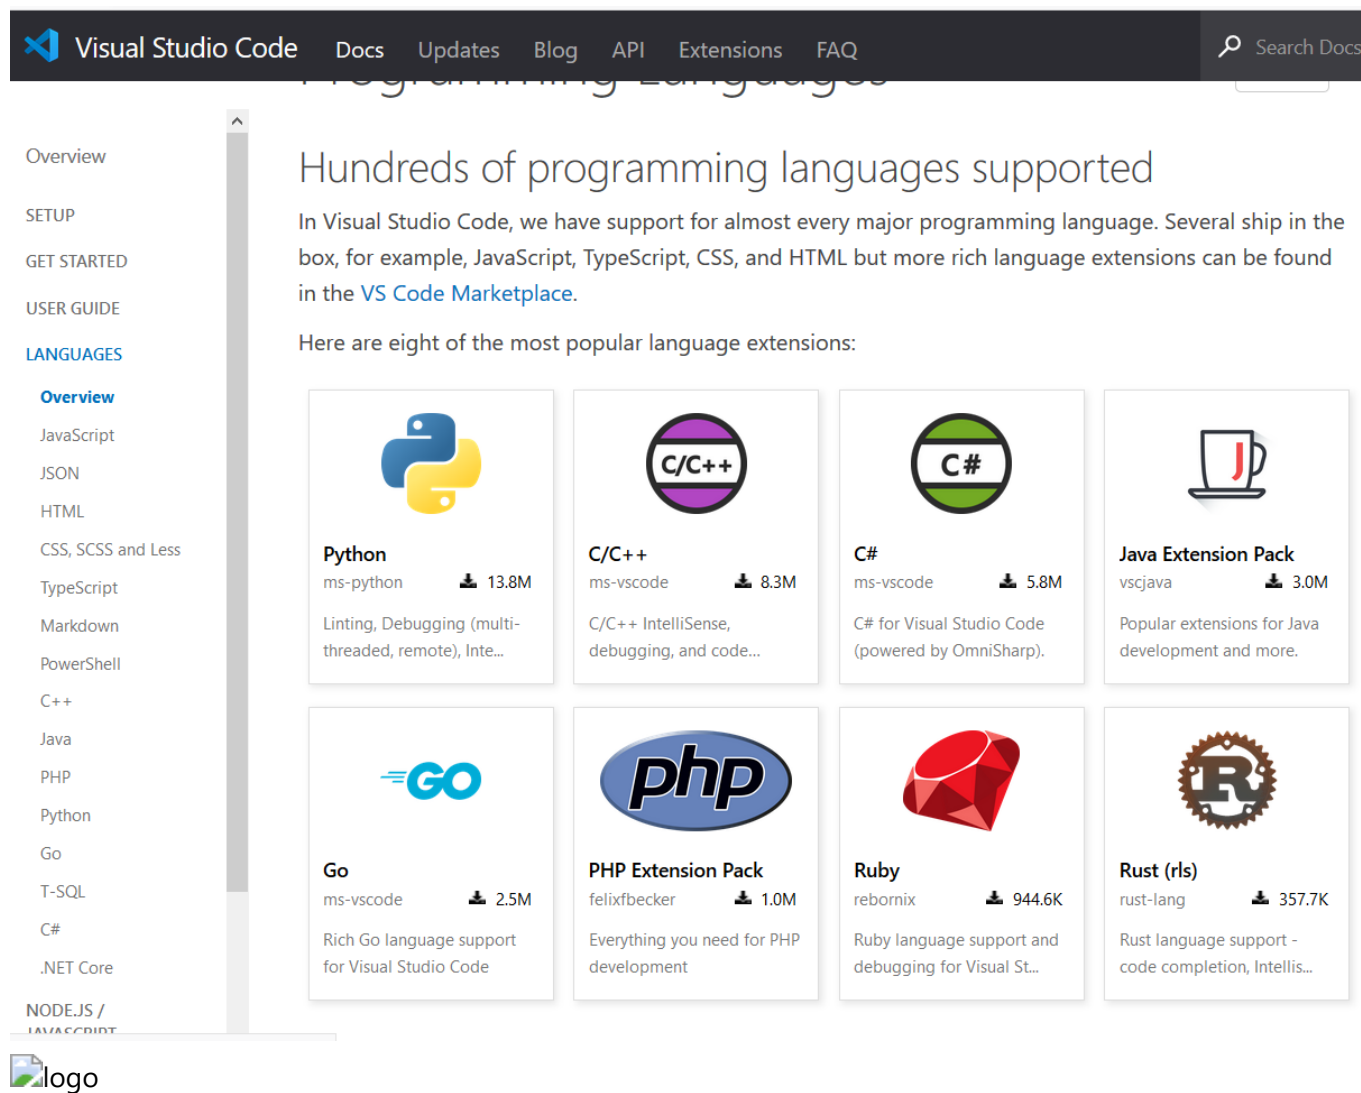 Visual Studio Code Docs Updates Blog API Extensions FAQ Search Docs
Programming Languages
Overview
SETUP
GET STARTED
USER GUIDE
LANGUAGES
Overview
JavaScript
JSON
HTML
CSS, SCSS and Less
TypeScript
Markdown
PowerShell
C++
Java
PHP
Python
Go
T-SQL
C#
.NET Core
NODE.JS /
JAVASCRIPT
Hundreds of programming languages supported
In Visual Studio Code, we have support for almost every major programming language. Several ship in the
box, for example, JavaScript, TypeScript, CSS, and HTML but more rich language extensions can be found
in the VS Code Marketplace.
Here are eight of the most popular language extensions:
Python
ms-python 13.8M
Linting, Debugging (multi-
threaded, remote), Inte...
C/C++
C/C++
ms-vscode 8.3M
C/C++ IntelliSense,
debugging, and code...
C#
C#
ms-vscode 5.8M
C# for Visual Studio Code
(powered by OmniSharp).
J
Java Extension Pack
vscjava 3.0M
Popular extensions for Java
development and more.
GO
Go
ms-vscode 2.5M
Rich Go language support
for Visual Studio Code
php
PHP Extension Pack
felixfbecker 1.0M
Everything you need for PHP
development
Ruby
rebornix 944.6K
Ruby language support and
debugging for Visual St...
R
Rust (rls)
rust-lang 357.7K
Rust language support -
code completion, Intellis...
logo